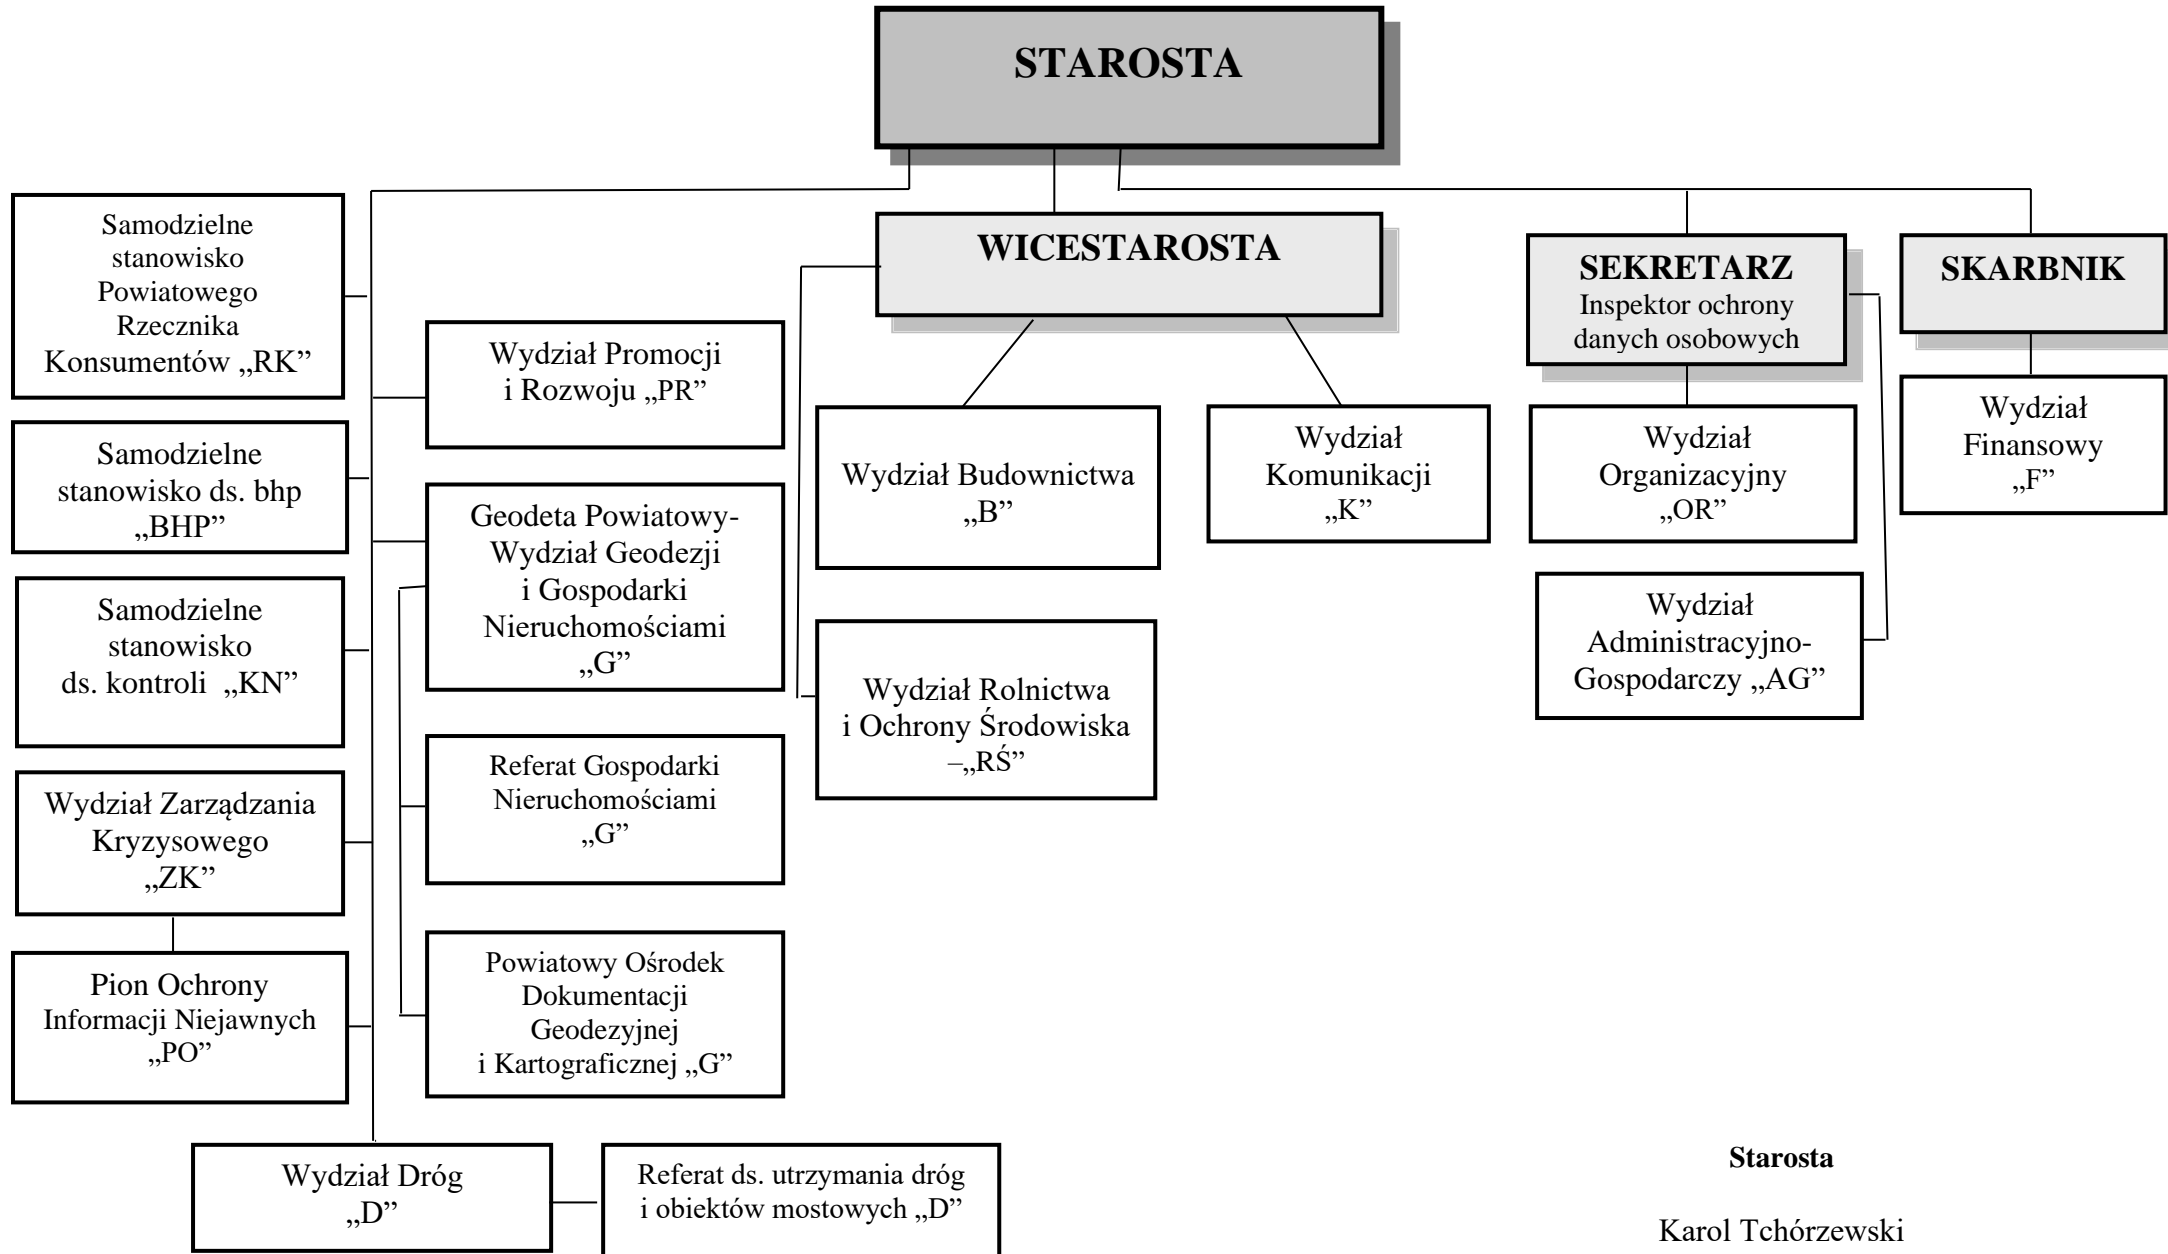 STAROSTA
Samodzielne
stanowisko
Powiatowego
Rzecznika
Konsumentów „RK”
Samodzielne
stanowisko ds. bhp
„BHP”
Samodzielne
stanowisko
ds. kontroli „KN”
Wydział Zarządzania
Kryzysowego
„ZK”
Pion Ochrony
Informacji Niejawnych
„PO”
Wydział Promocji
i Rozwoju „PR”
Geodeta Powiatowy-
Wydział Geodezji
i Gospodarki
Nieruchomościami
„G”
Referat Gospodarki
Nieruchomościami
„G”
Powiatowy Ośrodek
Dokumentacji
Geodezyjnej
i Kartograficznej „G”
Wydział Dróg
„D”
Referat ds. utrzymania dróg
i obiektów mostowych „D”
WICESTAROSTA
Wydział Budownictwa
„B”
Wydział
Komunikacji
„K”
Wydział Rolnictwa
i Ochrony Środowiska
–„RŚ”
SEKRETARZ
Inspektor ochrony
danych osobowych
Wydział
Organizacyjny
„OR”
Wydział
Administracyjno-
Gospodarczy „AG”
SKARBNIK
Wydział
Finansowy
„F”
Starosta
Karol Tchórzewski